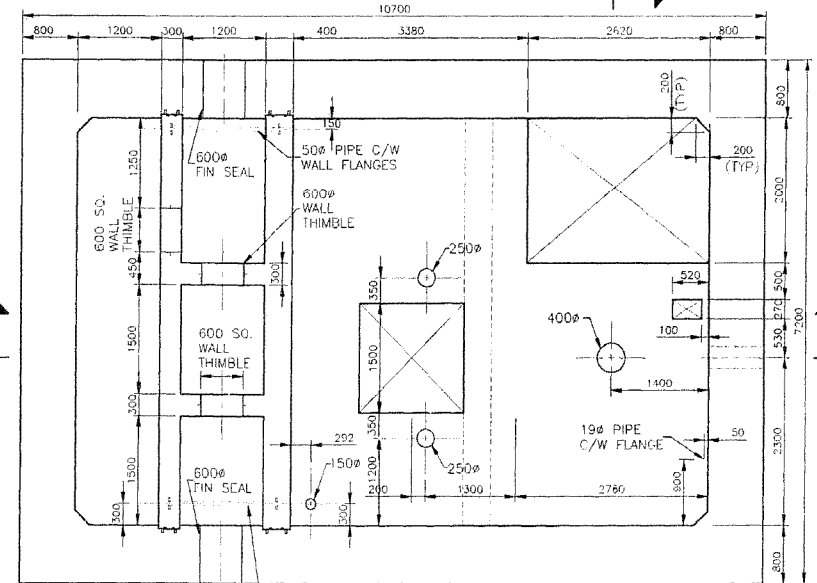 10700
800
1200
300
1200
400
3380
2620
800
200
(TYP)
800
150
50ø PIPE C/W
WALL FLANGES
600ø
FIN SEAL
1250
200
(TYP)
2000
600 SQ.
WALL
THIMBLE
600ø
WALL
THIMBLE
450
300
250ø
350
520
500
270
7200
400ø
100
530
1500
600 SQ.
WALL
THIMBLE
1500
1400
300
350
292
19ø PIPE
C/W FLANGE
50
2300
1500
600ø
FIN SEAL
150ø
250ø
1200
200
1300
2760
900
300
300
800